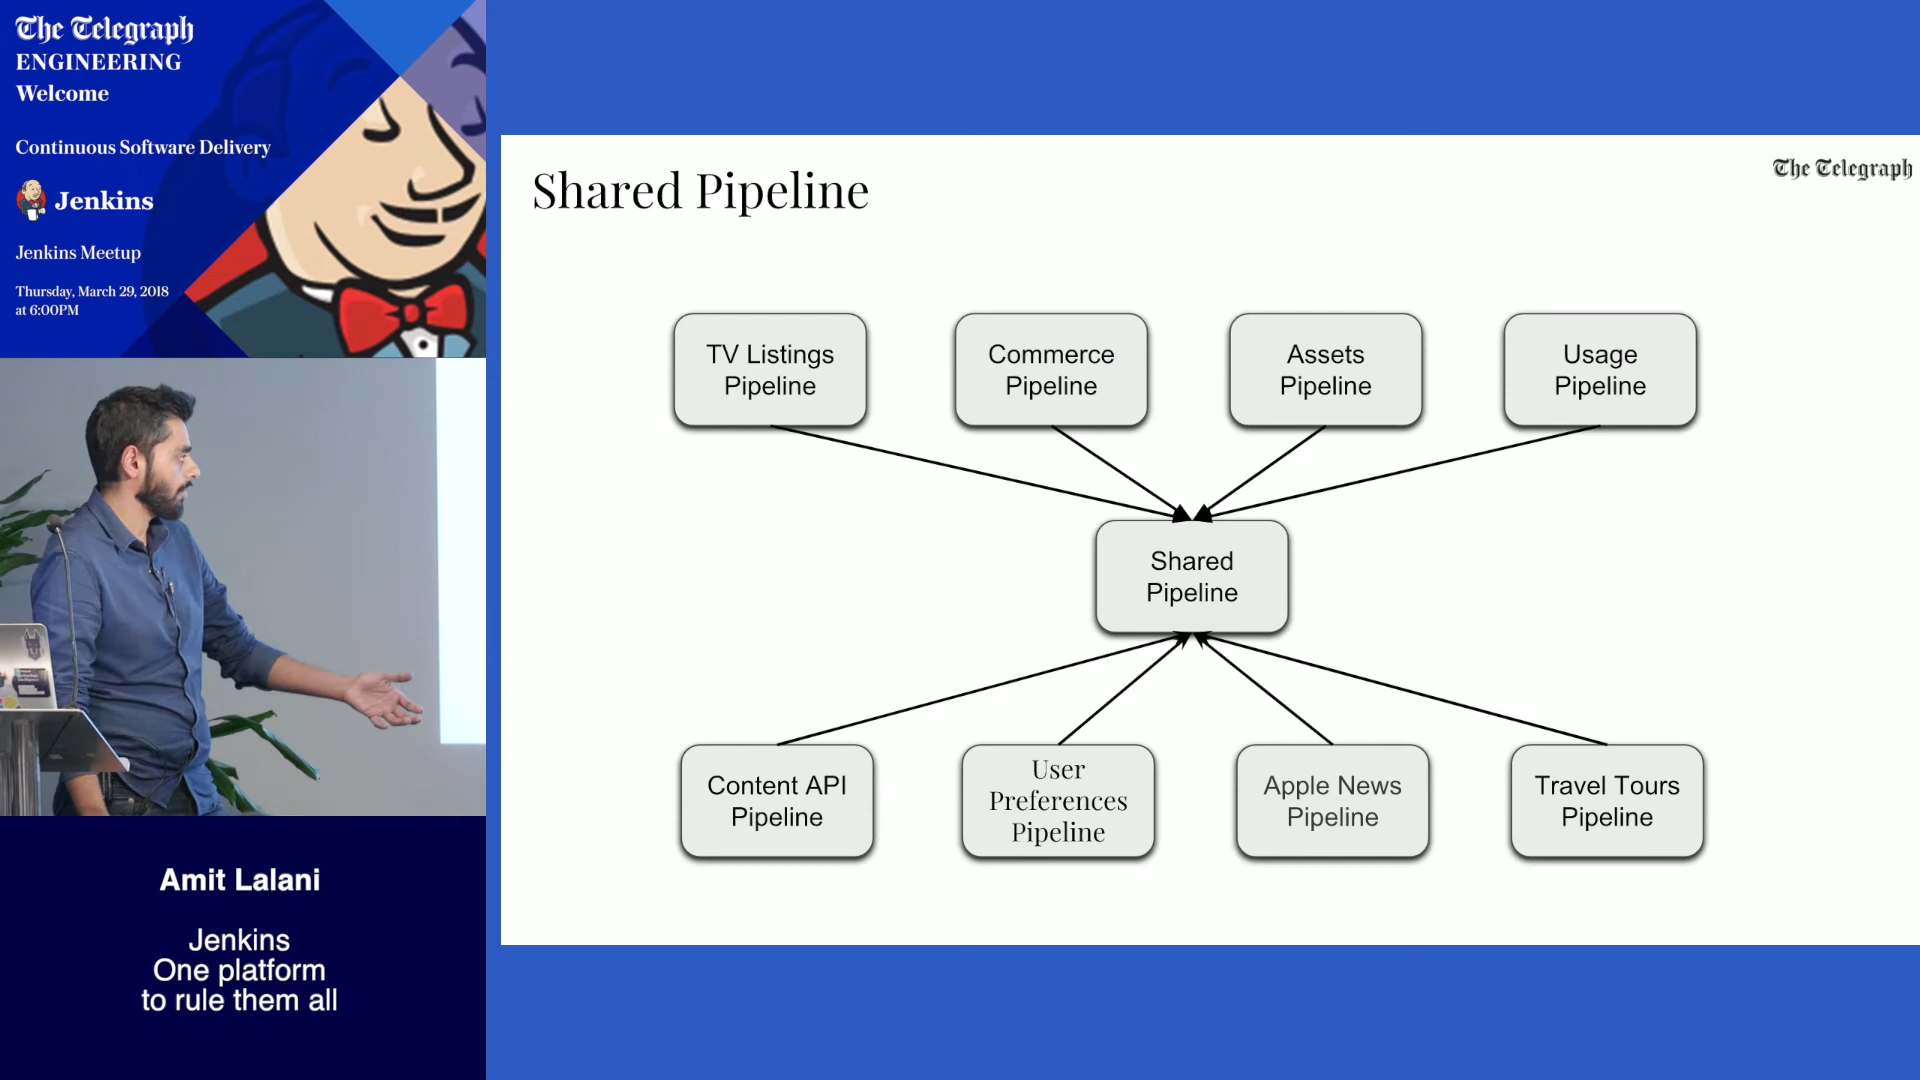 The Telegraph
ENGINEERING
Welcome
Continuous Software Delivery
Jenkins
Jenkins Meetup
Thursday, March 29, 2018
at 6:00PM
Amit Lalani
Jenkins
One platform
to rule them all
The Telegraph
Shared Pipeline
TV Listings
Pipeline
Commerce
Pipeline
Assets
Pipeline
Usage
Pipeline
Shared
Pipeline
Content API
Pipeline
User
Preferences
Pipeline
Apple News
Pipeline
Travel Tours
Pipeline